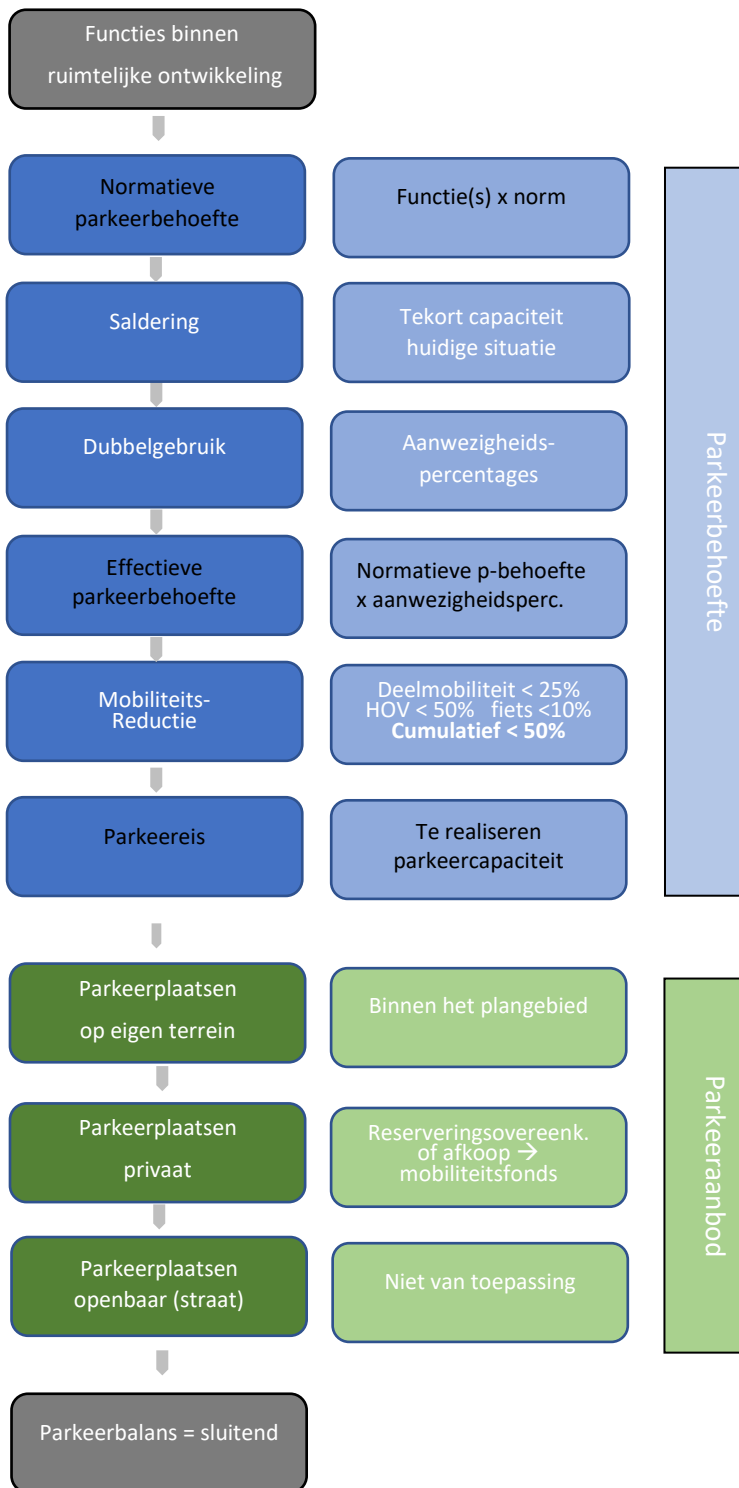 Functies binnen
ruimtelijke ontwikkeling
Normatieve
parkeerbehoefte
Functie(s) x norm
Saldering
Tekort capaciteit
huidige situatie
Dubbelgebruik
Aanwezigheids-
percentages
Effectieve
parkeerbehoefte
Normatieve p-behoefte
x aanwezigheidsperc.
Mobiliteits-
Reductie
Deelmobiliteit < 25%
HOV < 50% fiets <10%
Cumulatief < 50%
Parkeereis
Te realiseren
parkeercapaciteit
Parkeerbehoefte
Parkeerplaatsen
op eigen terrein
Binnen het plangebied
Parkeerplaatsen
privaat
Reserveringsovereenk.
of afkoop →
mobiliteitsfonds
Parkeerplaatsen
openbaar (straat)
Niet van toepassing
Parkeeraanbod
Parkeerbalans = sluitend